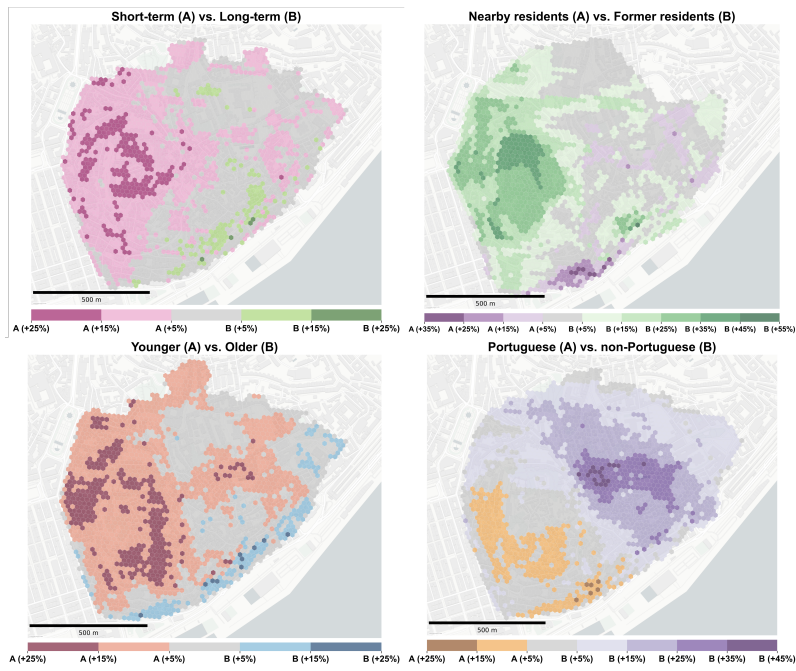 Short-term (A) vs. Long-term (B)
500 m
A (+25%) A (+15%) A (+5%) B (+5%) B (+15%) B (+25%)
Nearby residents (A) vs. Former residents (B)
500 m
A (+35%) A (+25%) A (+15%) A (+5%) B (+5%) B (+15%) B (+25%) B (+35%) B (+45%) B (+55%)
Younger (A) vs. Older (B)
500 m
A (+25%) A (+15%) A (+5%) B (+5%) B (+15%) B (+25%)
Portuguese (A) vs. non-Portuguese (B)
500 m
A (+25%) A (+15%) A (+5%) B (+5%) B (+15%) B (+25%) B (+35%) B (+45%)